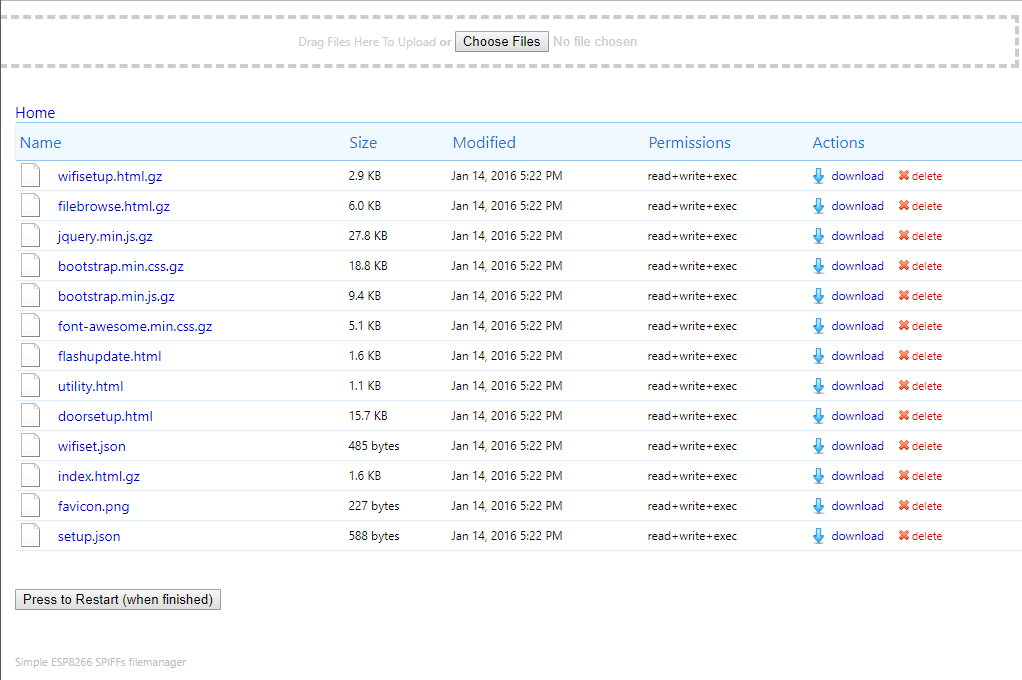 Drag Files Here To Upload or Choose Files No file chosen
Home
Name Size Modified Permissions Actions
wifisetup.html.gz 2.9 KB Jan 14, 2016 5:22 PM read+write+exec download delete
filebrowse.html.gz 6.0 KB Jan 14, 2016 5:22 PM read+write+exec download delete
jquery.min.js.gz 27.8 KB Jan 14, 2016 5:22 PM read+write+exec download delete
bootstrap.min.css.gz 18.8 KB Jan 14, 2016 5:22 PM read+write+exec download delete
bootstrap.min.js.gz 9.4 KB Jan 14, 2016 5:22 PM read+write+exec download delete
font-awesome.min.css.gz 5.1 KB Jan 14, 2016 5:22 PM read+write+exec download delete
flashupdate.html 1.6 KB Jan 14, 2016 5:22 PM read+write+exec download delete
utility.html 1.1 KB Jan 14, 2016 5:22 PM read+write+exec download delete
doorsetup.html 15.7 KB Jan 14, 2016 5:22 PM read+write+exec download delete
wifiset.json 485 bytes Jan 14, 2016 5:22 PM read+write+exec download delete
index.html.gz 1.6 KB Jan 14, 2016 5:22 PM read+write+exec download delete
favicon.png 227 bytes Jan 14, 2016 5:22 PM read+write+exec download delete
setup.json 588 bytes Jan 14, 2016 5:22 PM read+write+exec download delete
Press to Restart (when finished)
Simple ESP8266 SPIFFs filemanager